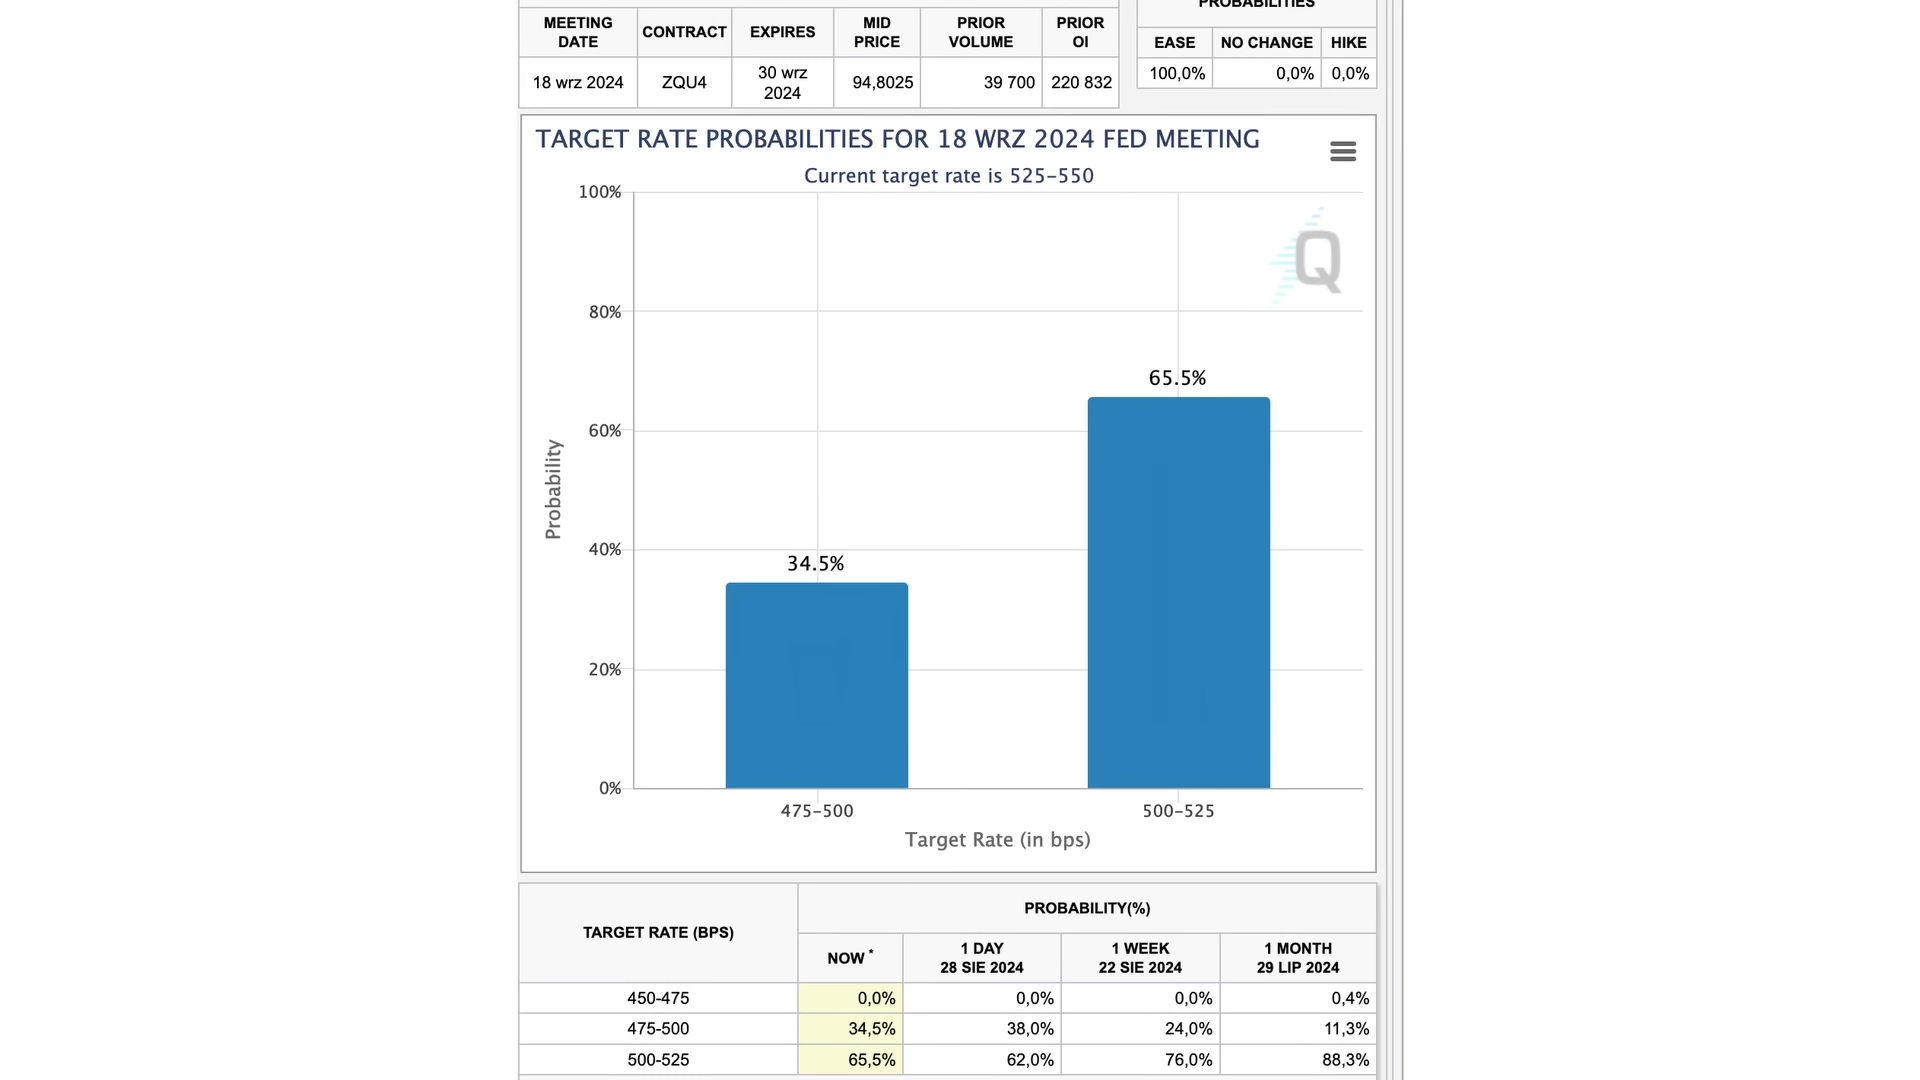 PROBABILITIES
MEETING DATE CONTRACT EXPIRES MID PRICE PRIOR VOLUME PRIOR OI
18 wrz 2024 ZQU4 30 wrz 2024 94,8025 39 700 220 832
EASE NO CHANGE HIKE
100,0% 0,0% 0,0%
TARGET RATE PROBABILITIES FOR 18 WRZ 2024 FED MEETING
Current target rate is 525-550
100%
80%
60%
40%
20%
0%
Probability
Q
34.5%
65.5%
475-500 500-525
Target Rate (in bps)
TARGET RATE (BPS) PROBABILITY(%)
NOW * 1 DAY 28 SIE 2024 1 WEEK 22 SIE 2024 1 MONTH 29 LIP 2024
450-475 0,0% 0,0% 0,0% 0,4%
475-500 34,5% 38,0% 24,0% 11,3%
500-525 65,5% 62,0% 76,0% 88,3%